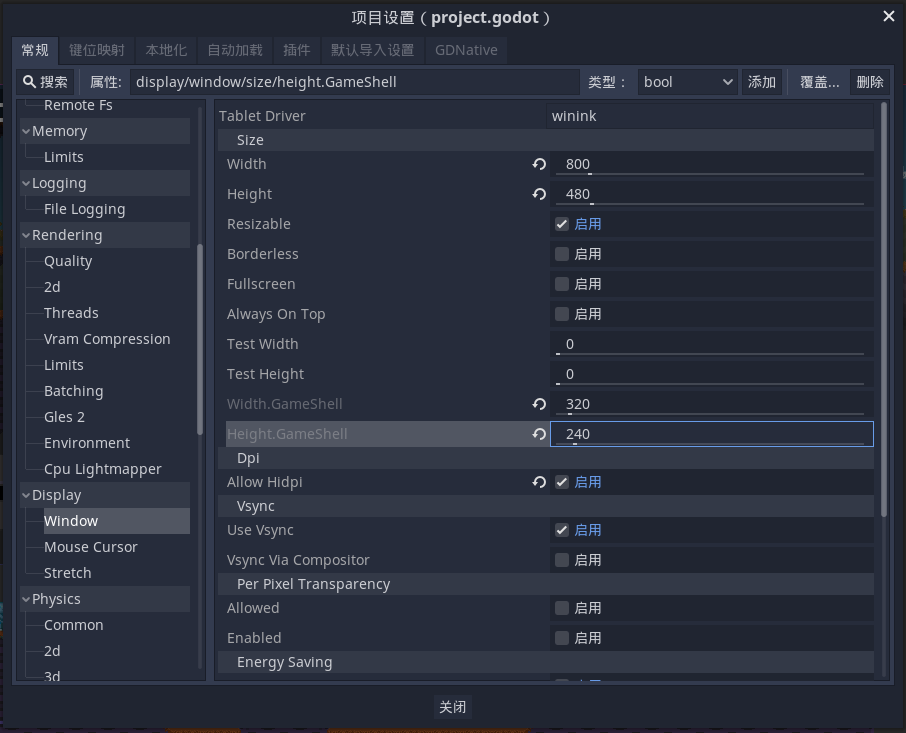 项目设置（project.godot）
常规 键位映射 本地化 自动加载 插件 默认导入设置 GDNative
搜索 属性: display/window/size/height.GameShell 类型： bool 添加 覆盖... 删除
Remote Fs
Memory
Limits
Logging
File Logging
Rendering
Quality
2d
Threads
Vram Compression
Limits
Batching
Gles 2
Environment
Cpu Lightmapper
Display
Window
Mouse Cursor
Stretch
Physics
Common
2d
3d
Tablet Driver winink
Size
Width 800
Height 480
Resizable 启用
Borderless 启用
Fullscreen 启用
Always On Top 启用
Test Width 0
Test Height 0
Width.GameShell 320
Height.GameShell 240
Dpi
Allow Hidpi 启用
Vsync
Use Vsync 启用
Vsync Via Compositor 启用
Per Pixel Transparency
Allowed 启用
Enabled 启用
Energy Saving
关闭